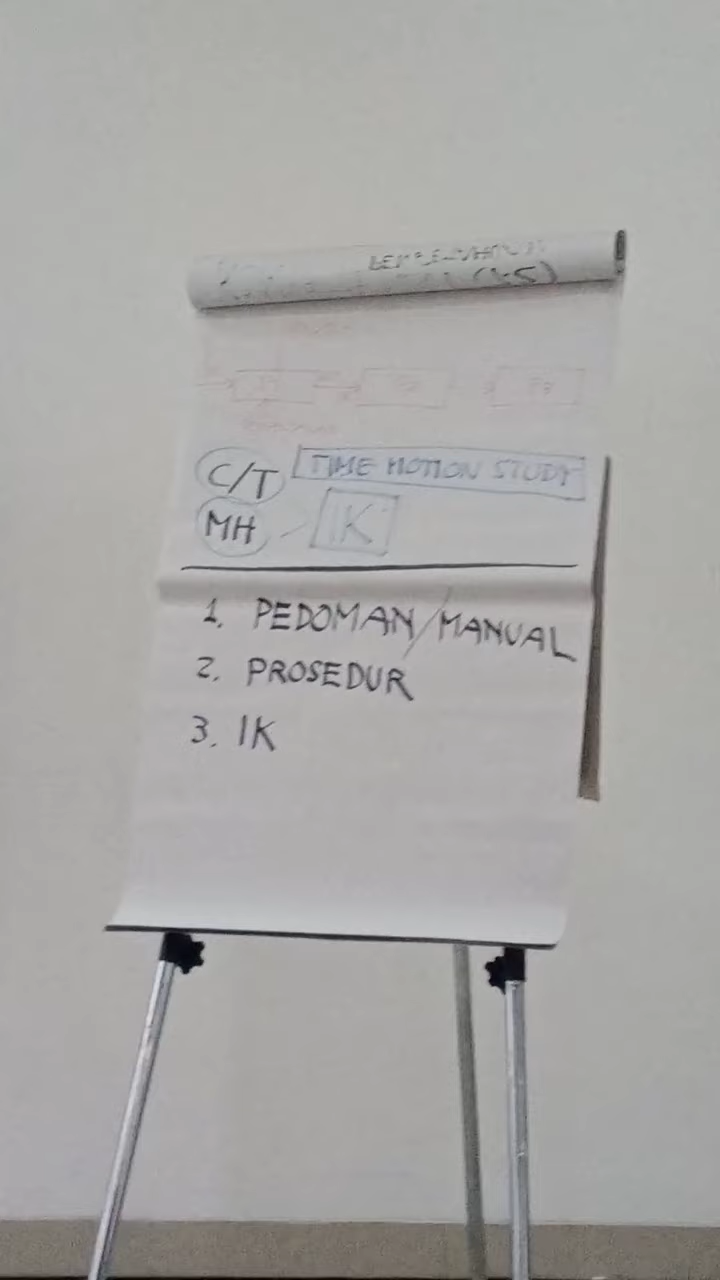 C/T TIME MOTION STUDY
MH IK
1. PEDOMAN/MANUAL
2. PROSEDUR
3. IK